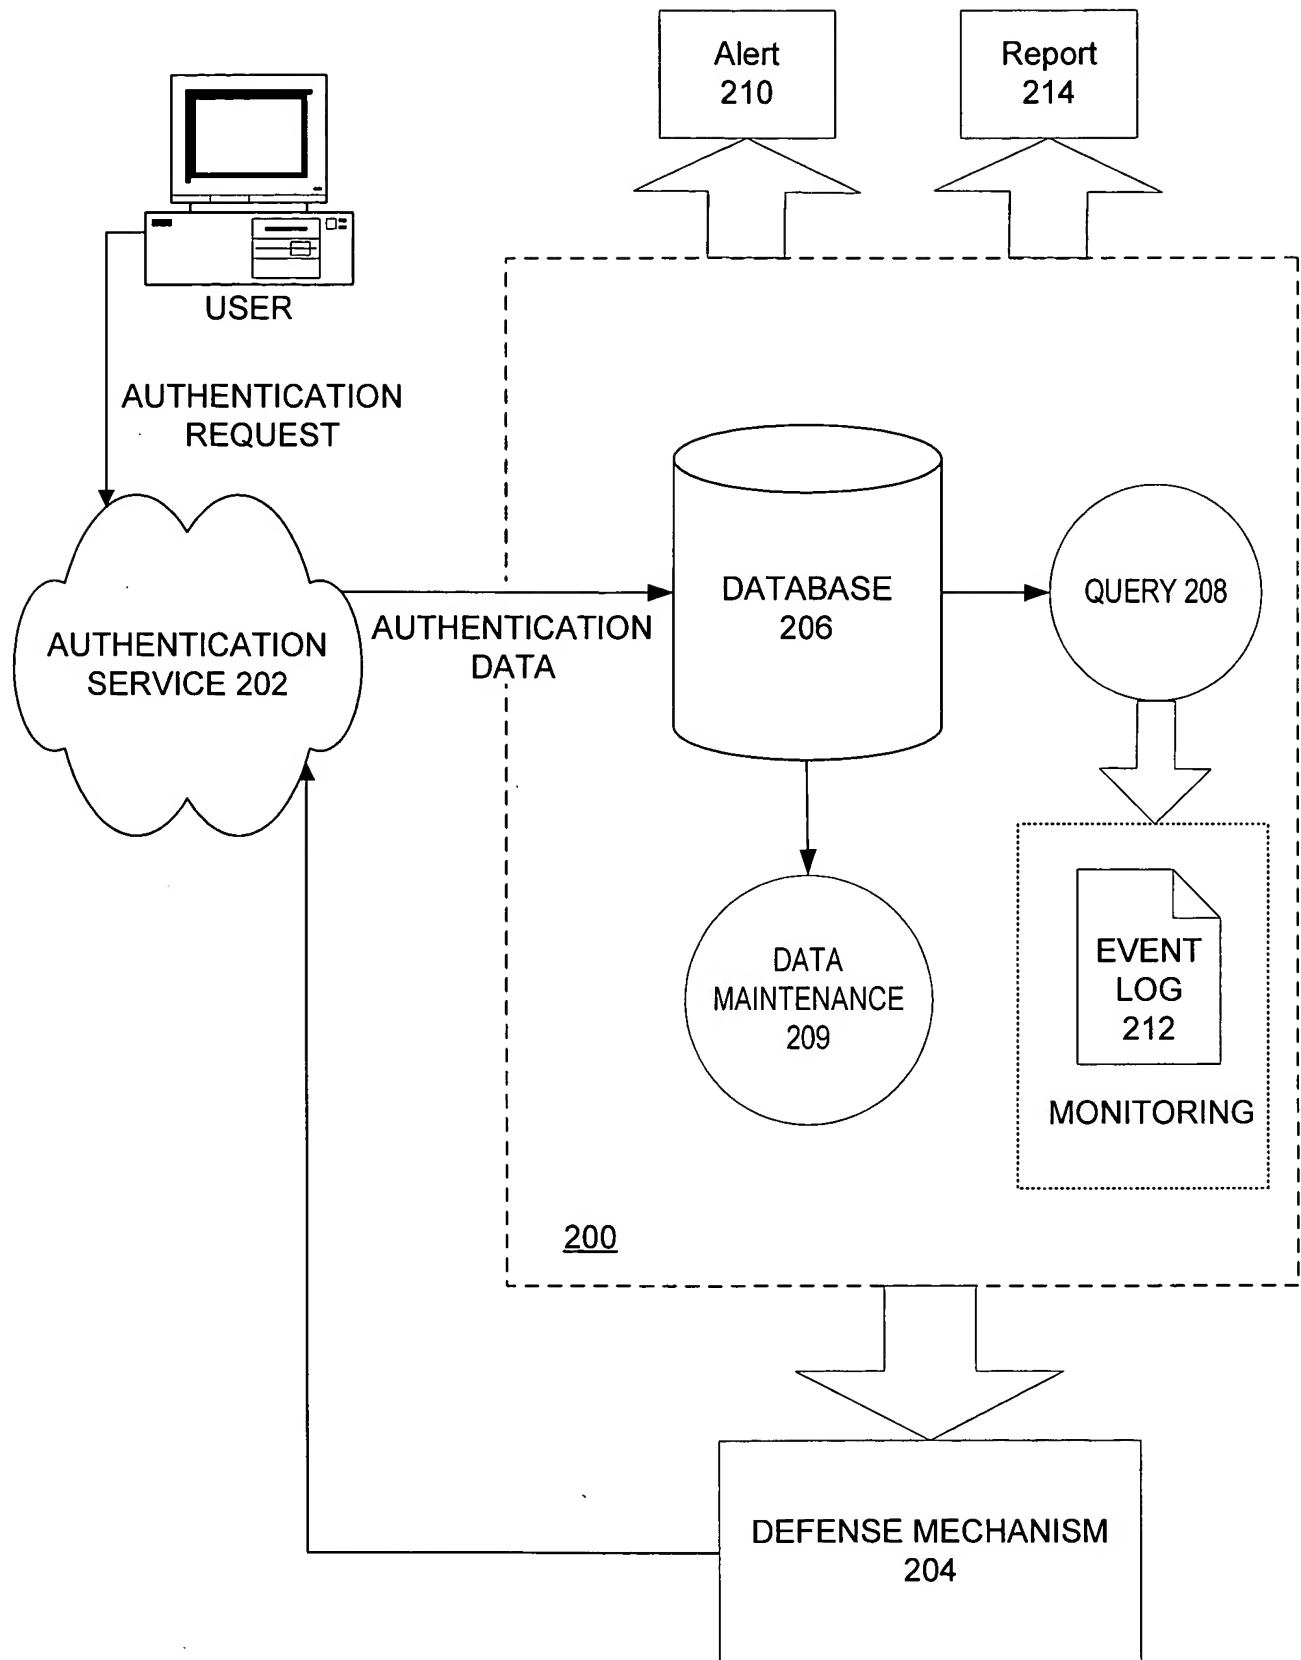 Alert
210
Report
214
USER
AUTHENTICATION
REQUEST
DATABASE
206
QUERY 208
AUTHENTICATION
DATA
AUTHENTICATION
SERVICE 202
DATA
MAINTENANCE
209
EVENT
LOG
212
MONITORING
200
DEFENSE MECHANISM
204